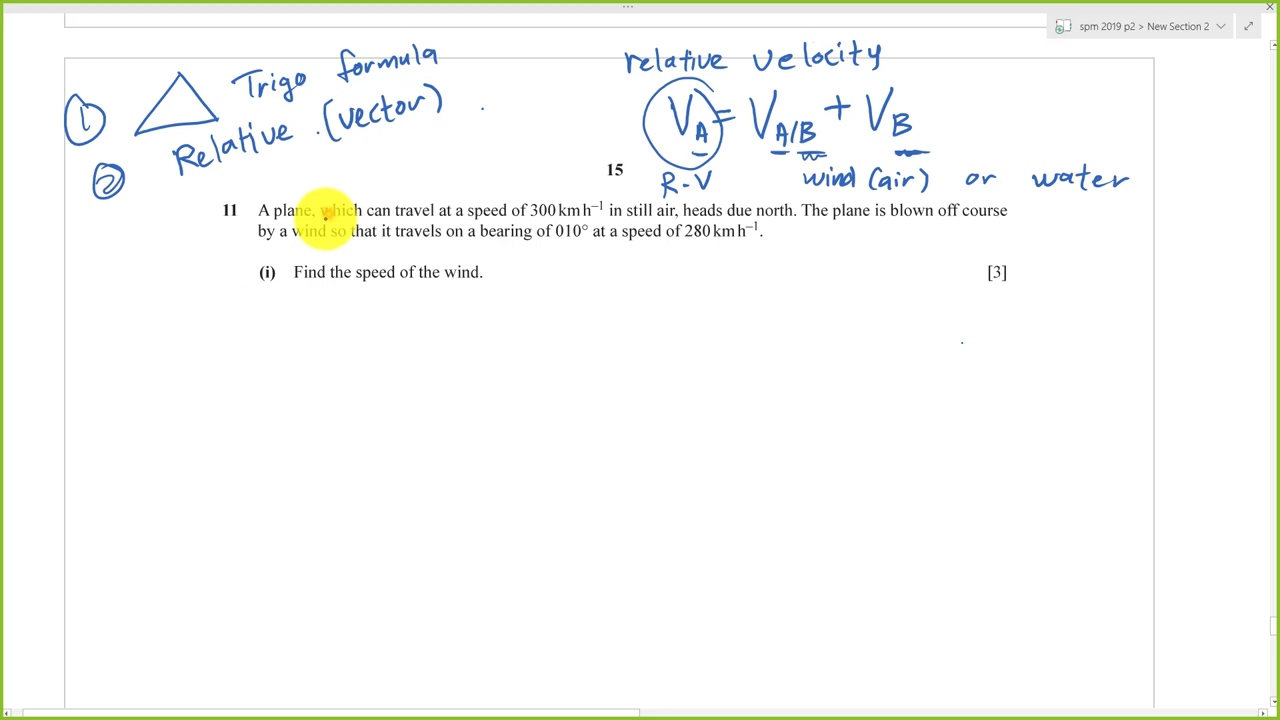 spm 2019 p2 > New Section 2
① Trigo formula
② Relative (vector)
relative velocity
V_A = V_A/B + V_B
R-V wind (air) or water
15
11 A plane, which can travel at a speed of 300 km h⁻¹ in still air, heads due north. The plane is blown off course
by a wind so that it travels on a bearing of 010° at a speed of 280 km h⁻¹.
(i) Find the speed of the wind. [3]